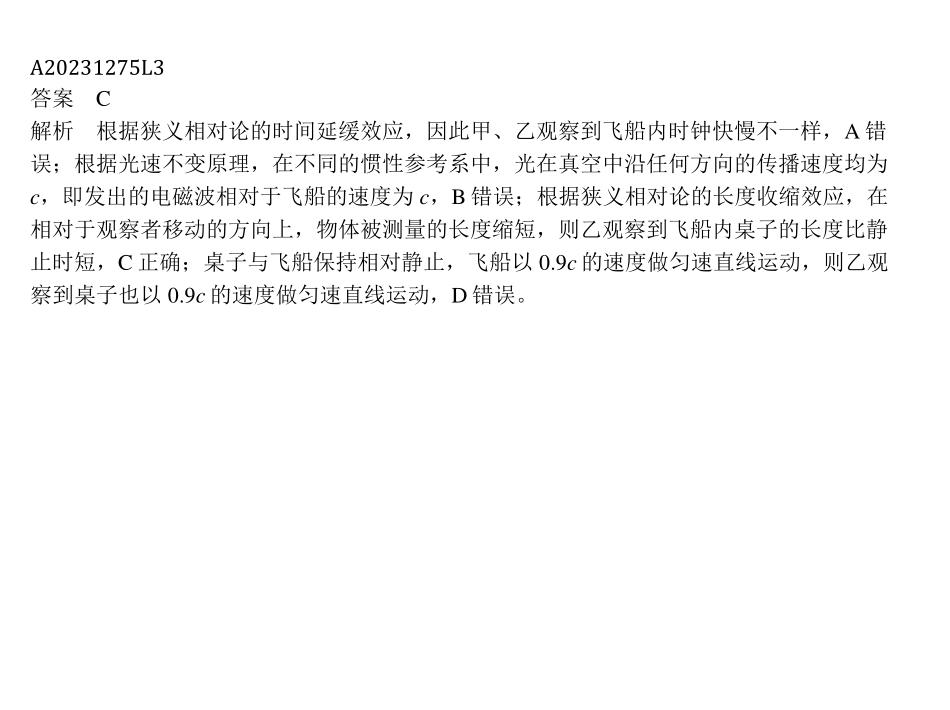 A20231275L3
答案　C
解析　根据狭义相对论的时间延缓效应，因此甲、乙观察到飞船内时钟快慢不一样，A 错
误；根据光速不变原理，在不同的惯性参考系中，光在真空中沿任何方向的传播速度均为
c，即发出的电磁波相对于飞船的速度为 c，B 错误；根据狭义相对论的长度收缩效应，在
相对于观察者移动的方向上，物体被测量的长度缩短，则乙观察到飞船内桌子的长度比静
止时短，C 正确；桌子与飞船保持相对静止，飞船以 0.9c 的速度做匀速直线运动，则乙观
察到桌子也以 0.9c 的速度做匀速直线运动，D 错误。